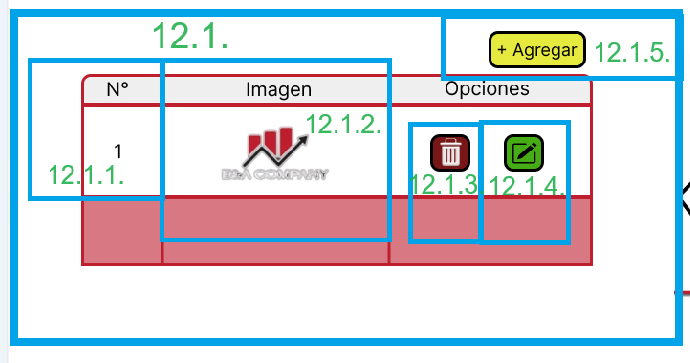 12.1.
+ Agregar 12.1.5.
N° Imagen Opciones
12.1.2.
1
E&A COMPANY
12.1.1. 12.1.3 12.1.4.